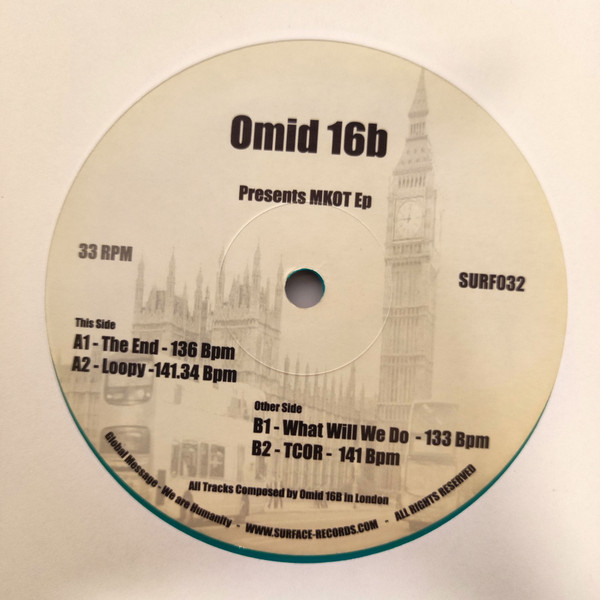 Omid 16b
Presents MKOT Ep
33 RPM
SURF032
This Side
A1 - The End - 136 Bpm
A2 - Loopy -141.34 Bpm
Other Side
B1 - What Will We Do - 133 Bpm
B2 - TCOR - 141 Bpm
All Tracks Composed by Omid 16B in London
Global Message - We are Humanity - WWW.SURFACE-RECORDS.COM - ALL RIGHTS RESERVED